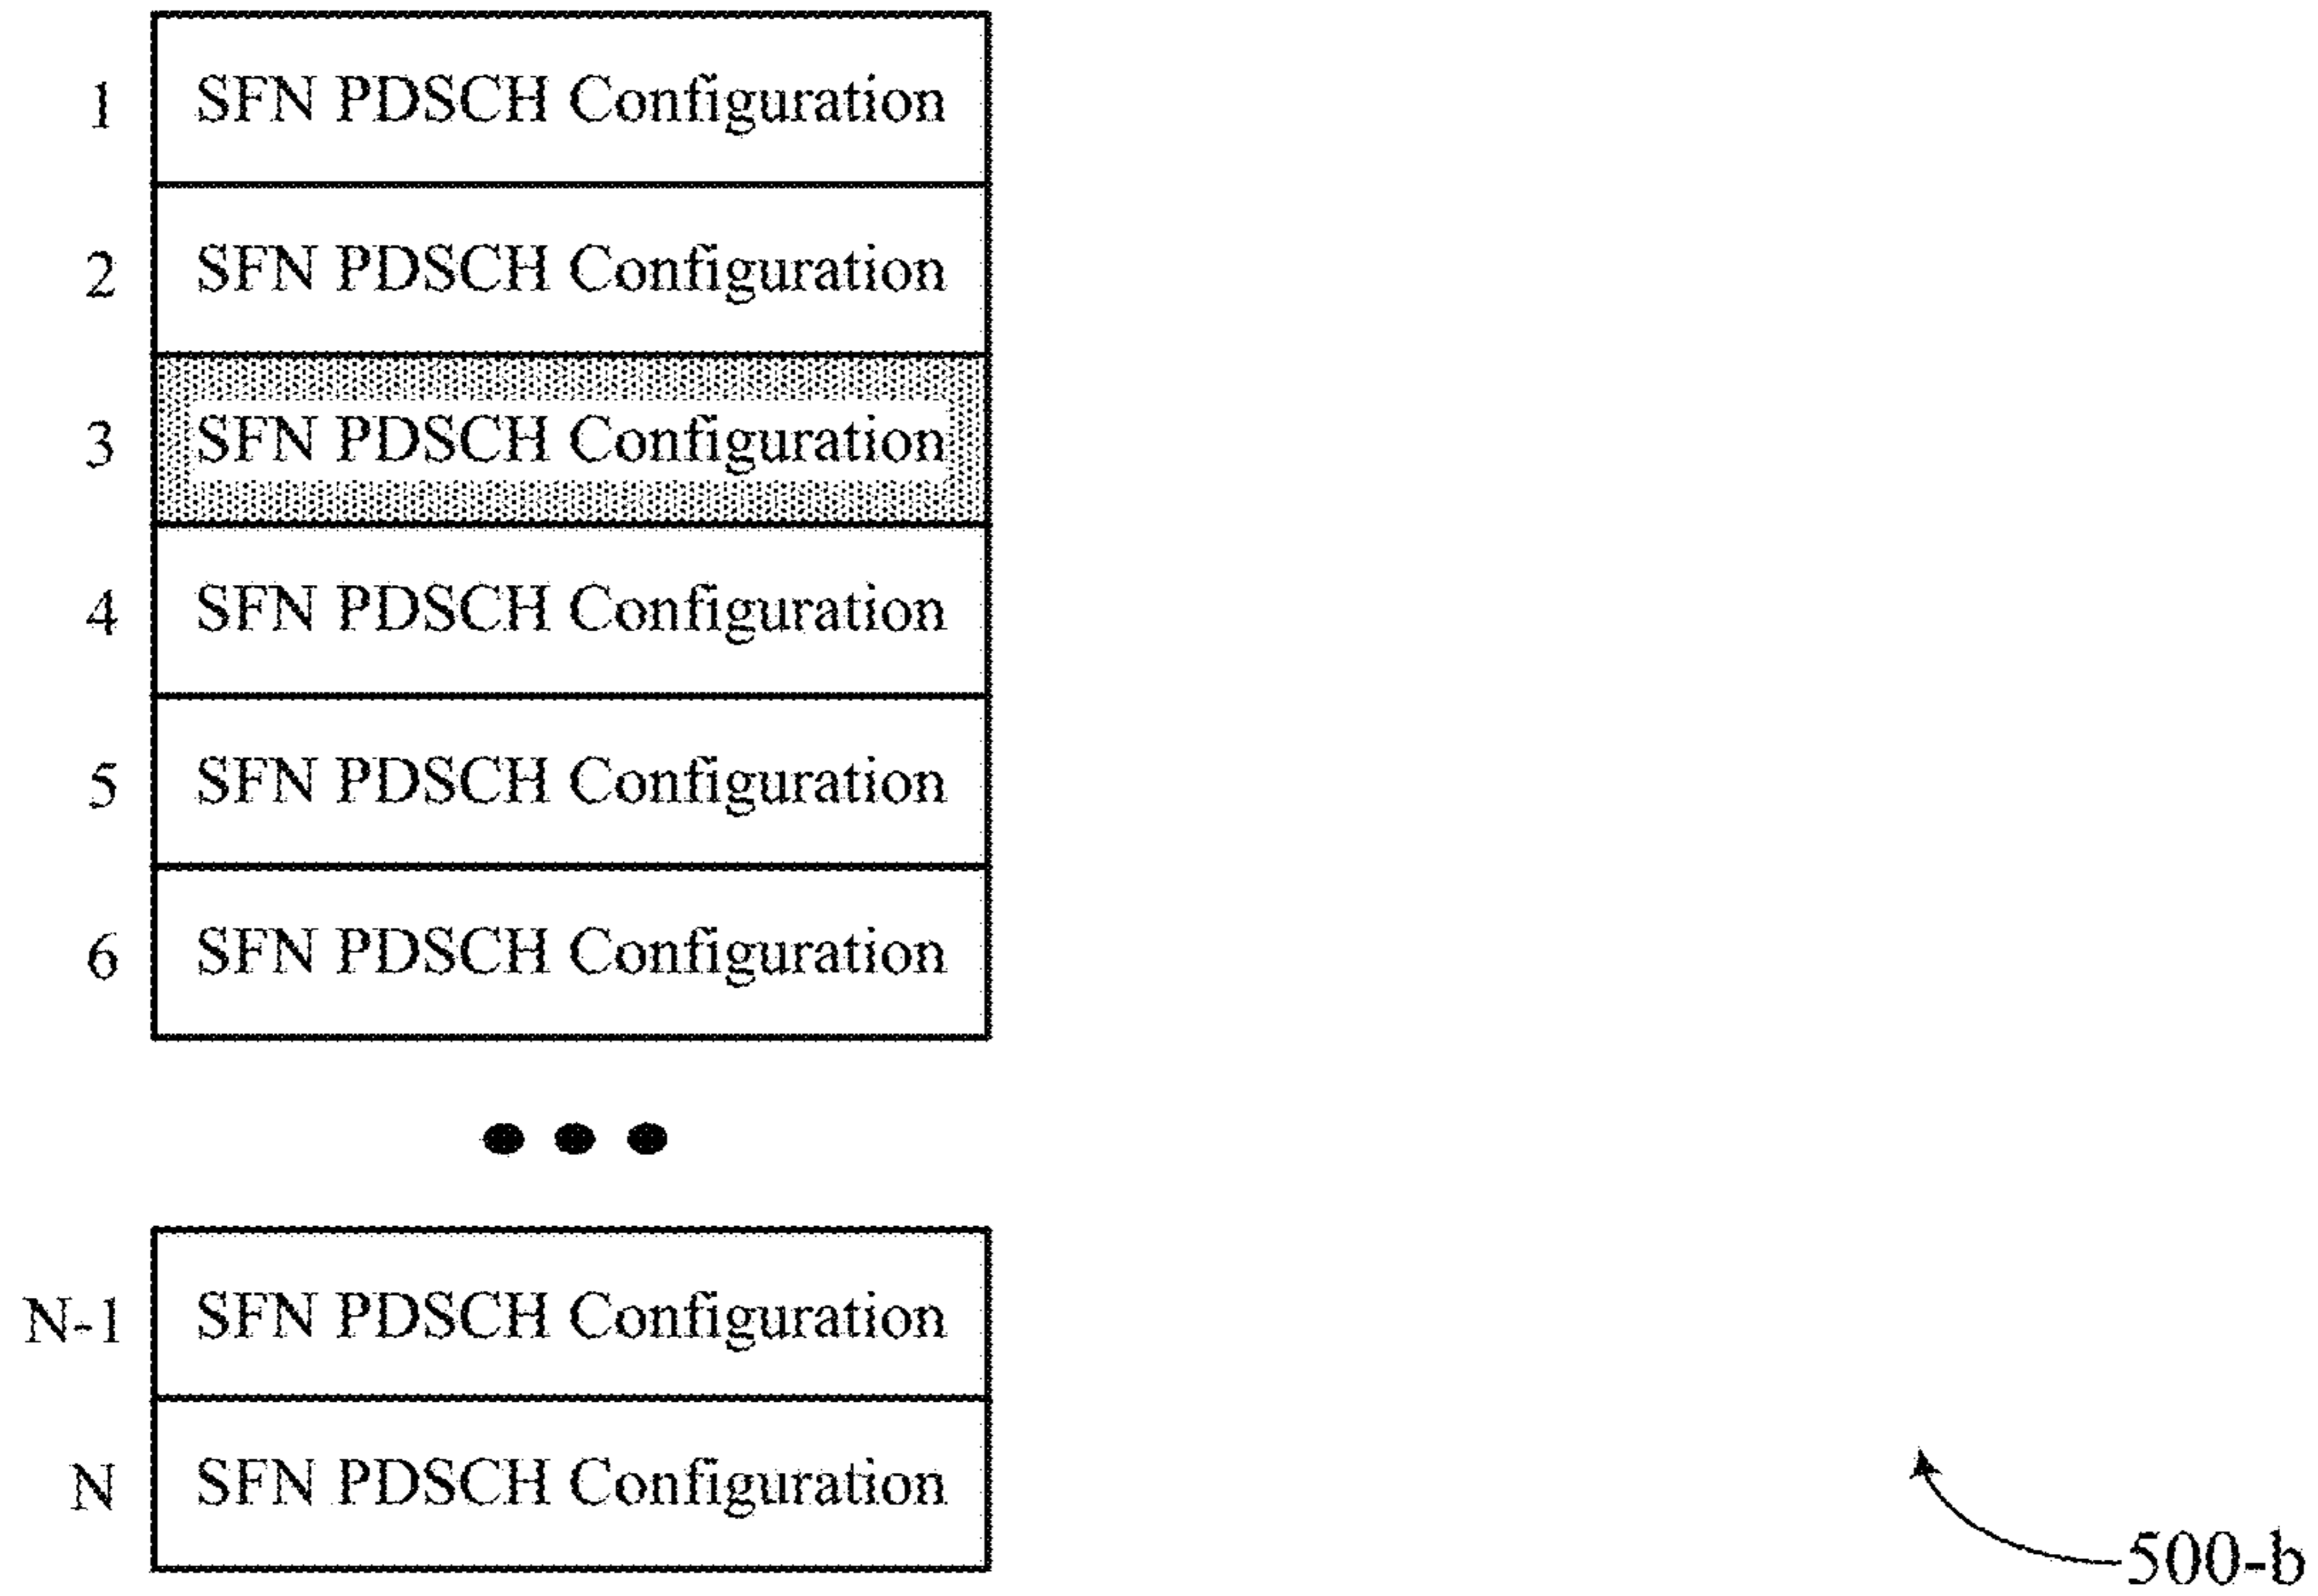 1 SFN PDSCH Configuration
2 SFN PDSCH Configuration
3 SFN PDSCH Configuration
4 SFN PDSCH Configuration
5 SFN PDSCH Configuration
6 SFN PDSCH Configuration
N-1 SFN PDSCH Configuration
N SFN PDSCH Configuration
500-b